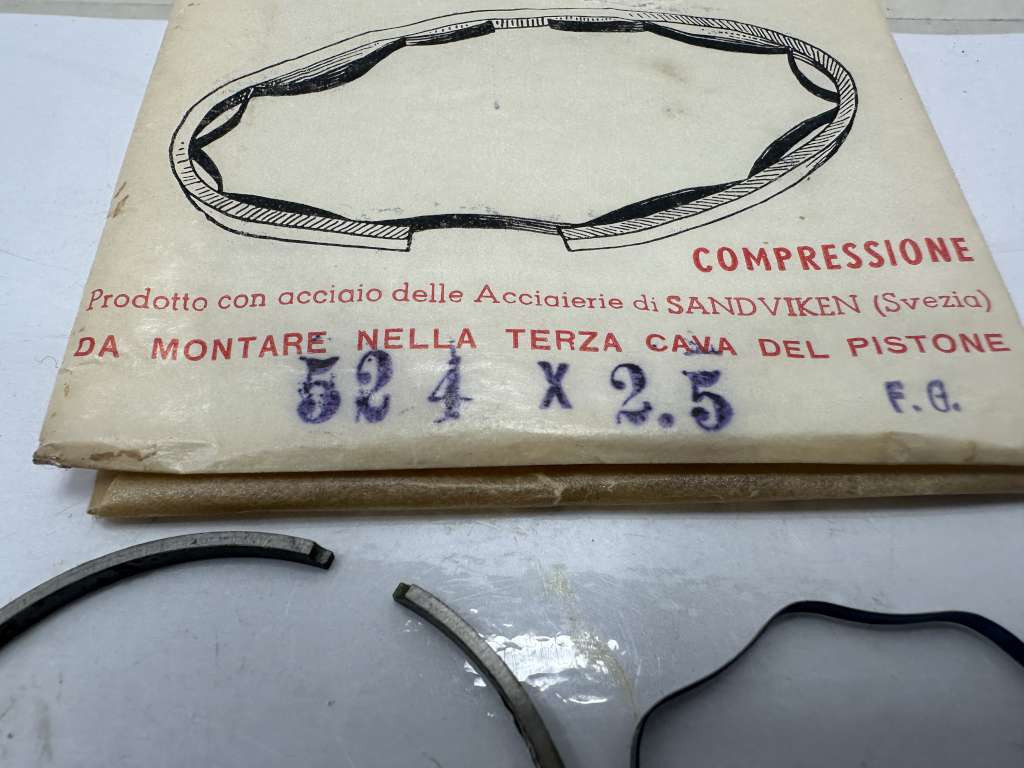 Gianni
COMPRESSIONE
Prodotto con acciaio delle Acciaierie di SANDVIKEN (Svezia)
DA MONTARE NELLA TERZA CAVA DEL PISTONE
524 X 2.5 F.G.